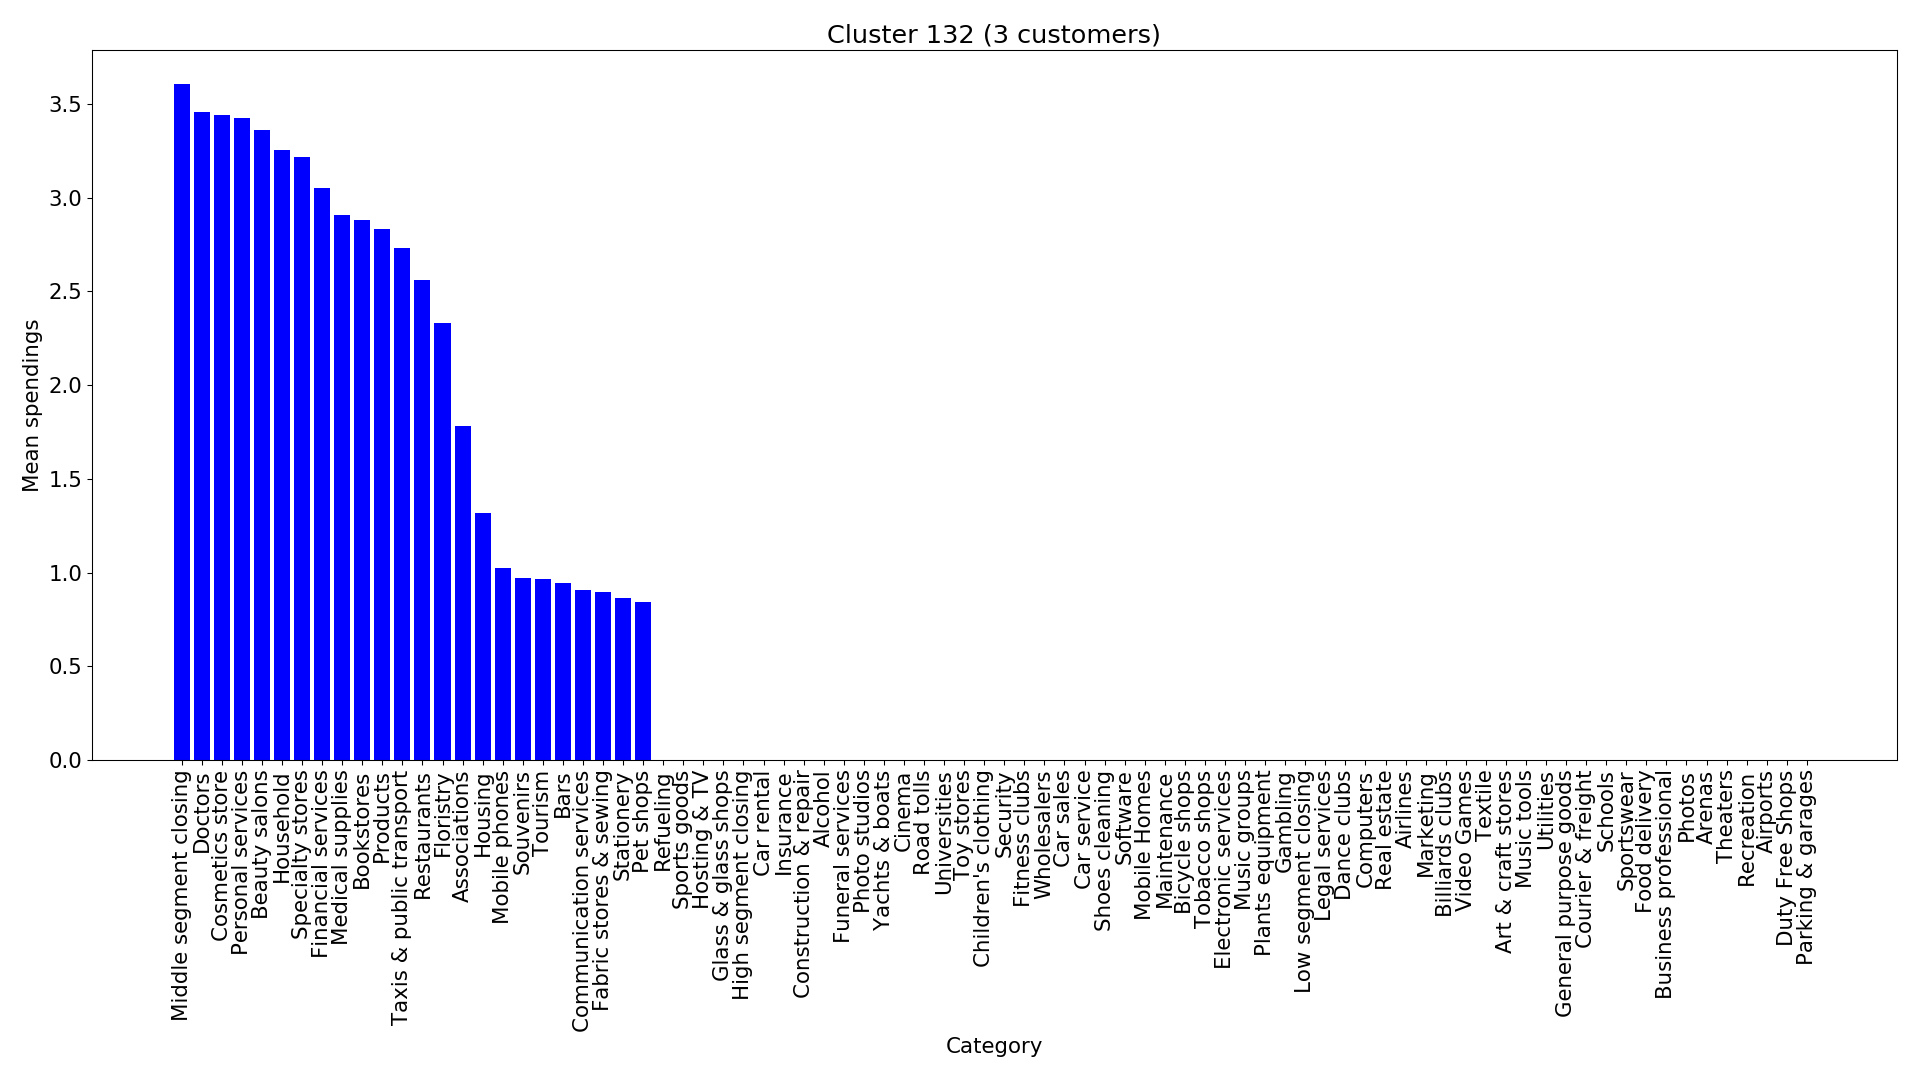 Cluster 132 (3 customers)
Mean spendings
3.5
3.0
2.5
2.0
1.5
1.0
0.5
0.0
Middle segment closing
Doctors
Cosmetics store
Personal services
Beauty salons
Household
Specialty stores
Financial services
Medical supplies
Bookstores
Products
Taxis & public transport
Restaurants
Floristry
Associations
Housing
Mobile phones
Souvenirs
Tourism
Bars
Communication services
Fabric stores & sewing
Stationery
Pet shops
Refueling
Sports goods
Hosting & TV
Glass & glass shops
High segment closing
Car rental
Insurance
Construction & repair
Alcohol
Funeral services
Photo studios
Yachts & boats
Cinema
Road tolls
Universities
Toy stores
Children's clothing
Security
Fitness clubs
Wholesalers
Car sales
Car service
Shoes cleaning
Software
Mobile Homes
Maintenance
Bicycle shops
Tobacco shops
Electronic services
Music groups
Plants equipment
Gambling
Low segment closing
Legal services
Dance clubs
Computers
Real estate
Airlines
Marketing
Billiards clubs
Video Games
Textile
Art & craft stores
Music tools
Utilities
General purpose goods
Courier & freight
Schools
Sportswear
Food delivery
Business professional
Photos
Arenas
Theaters
Recreation
Airports
Duty Free Shops
Parking & garages
Category